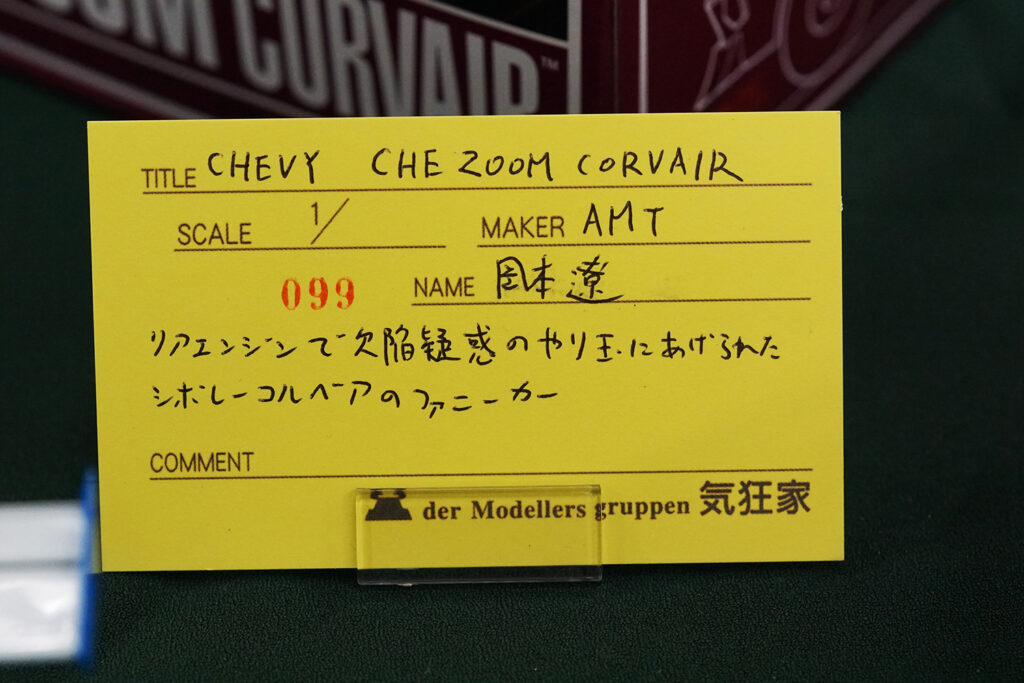 OOM CORVAIR™
TITLE CHEVY CHE ZOOM CORVAIR
SCALE 1/ MAKER AMT
099 NAME 岡本遼
リアエンジンで欠陥疑惑のやり玉にあげられた
シボレーコルベアのファニーカー
COMMENT
der Modellers gruppen 気狂家